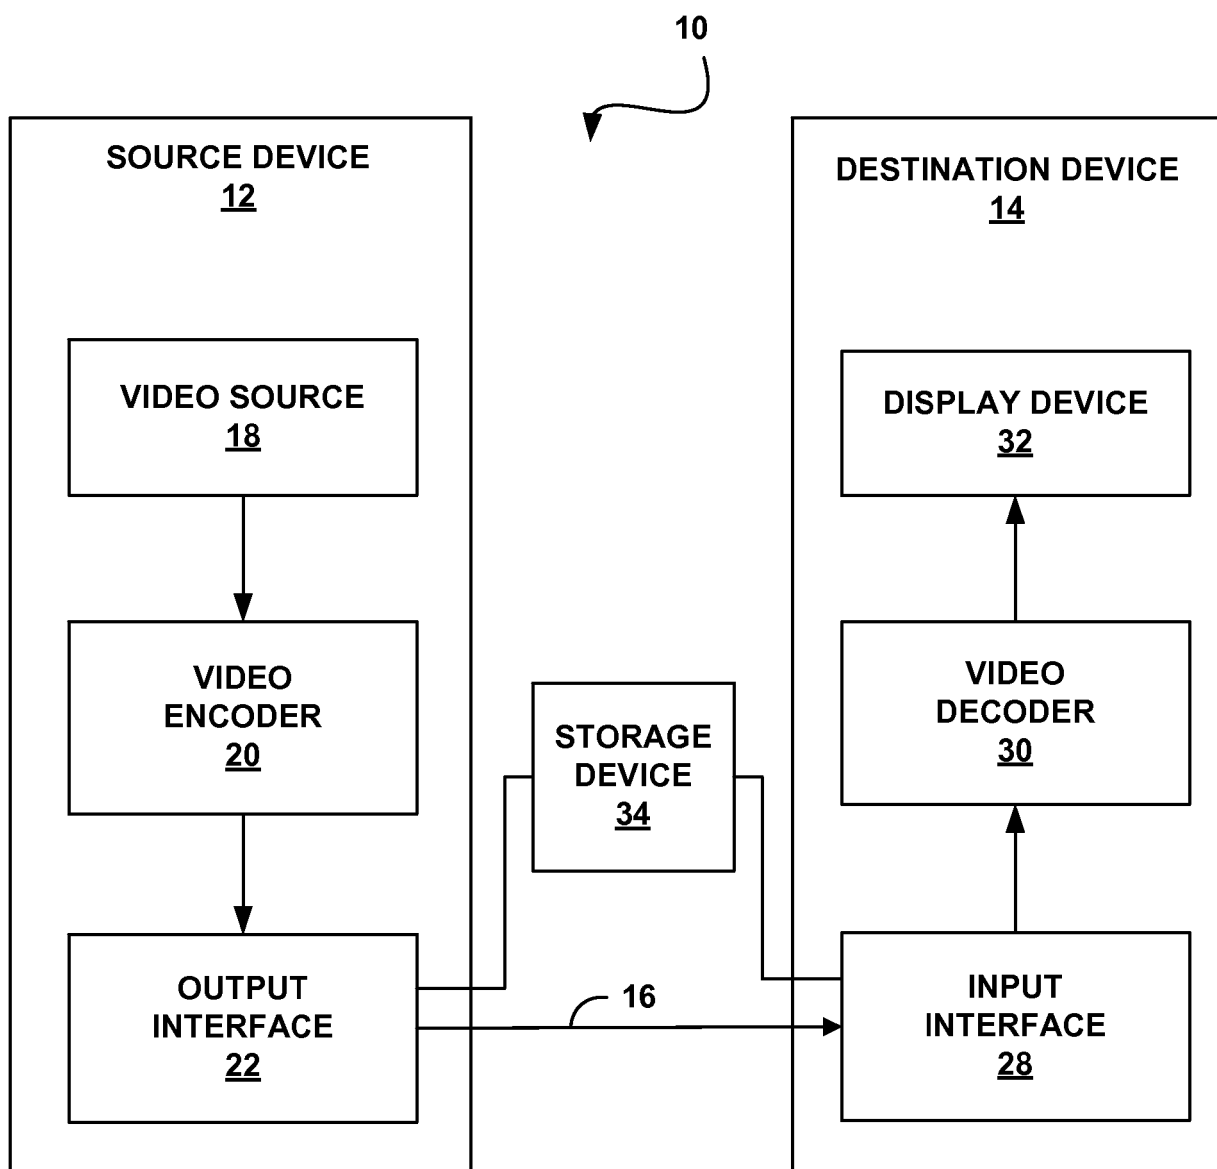 10
SOURCE DEVICE
12
VIDEO SOURCE
18
VIDEO
ENCODER
20
OUTPUT
INTERFACE
22
STORAGE
DEVICE
34
16
DESTINATION DEVICE
14
DISPLAY DEVICE
32
VIDEO
DECODER
30
INPUT
INTERFACE
28